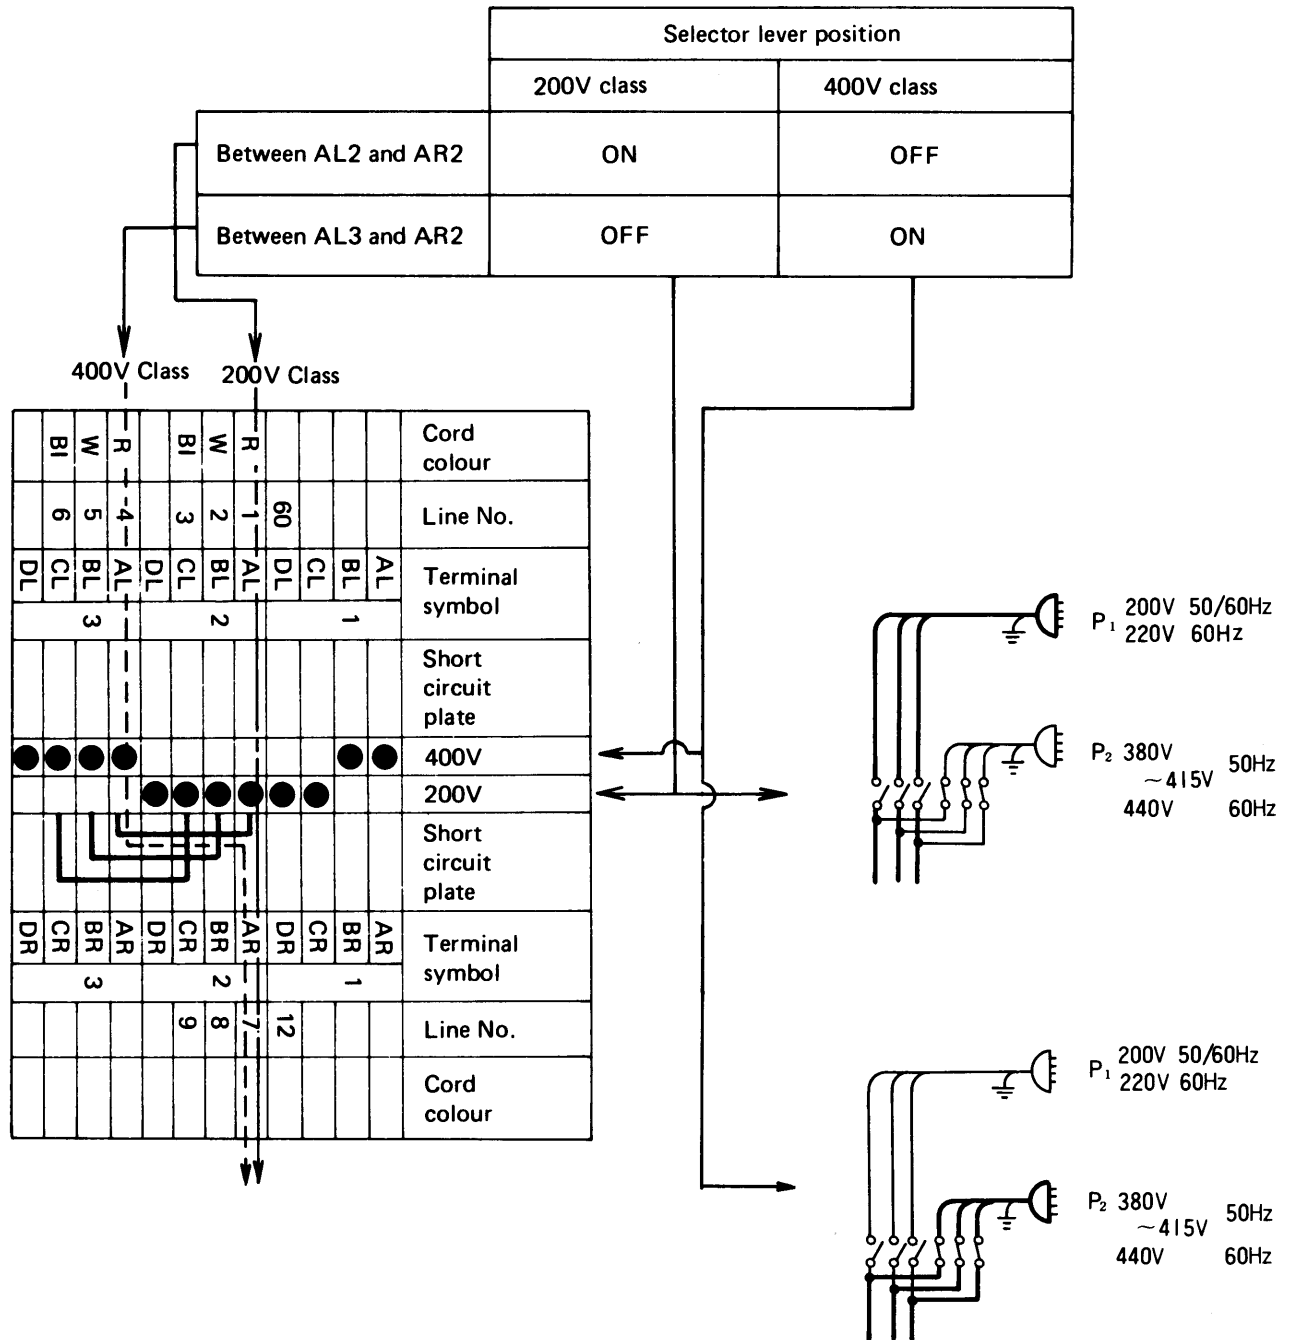 Selector lever position
200V class 400V class
Between AL2 and AR2 ON OFF
Between AL3 and AR2 OFF ON
400V Class 200V Class
BI W R BI W R Cord
colour
6 5 4 3 2 1 60 Line No.
DL CL BL AL DL CL BL AL DL CL BL AL Terminal
symbol
3 2 1
Short
circuit
plate
400V
200V
Short
circuit
plate
DR CR BR AR DR CR BR AR DR CR BR AR Terminal
symbol
3 2 1
9 8 7 12 Line No.
Cord
colour
P1 200V 50/60Hz
220V 60Hz
P2 380V
~415V 50Hz
440V 60Hz
P1 200V 50/60Hz
220V 60Hz
P2 380V
~415V 50Hz
440V 60Hz